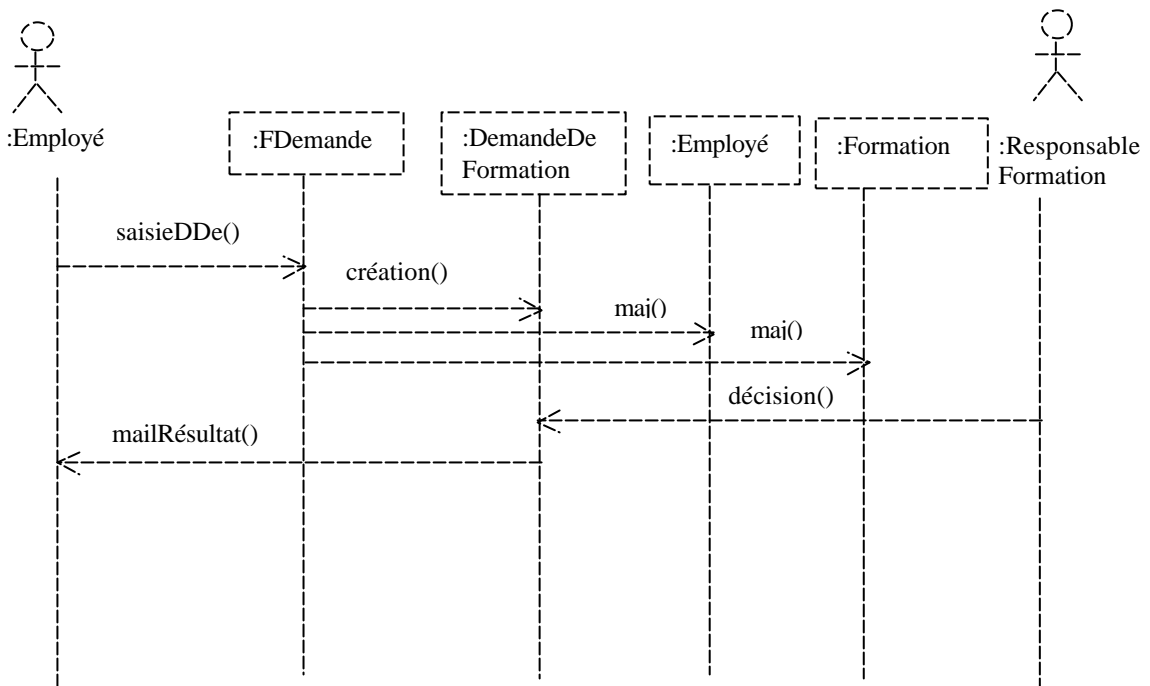 :Employé
:FDemande
:DemandeDe
Formation
:Employé
:Formation
:Responsable
Formation
saisieDDe()
création()
maj()
maj()
décision()
mailRésultat()